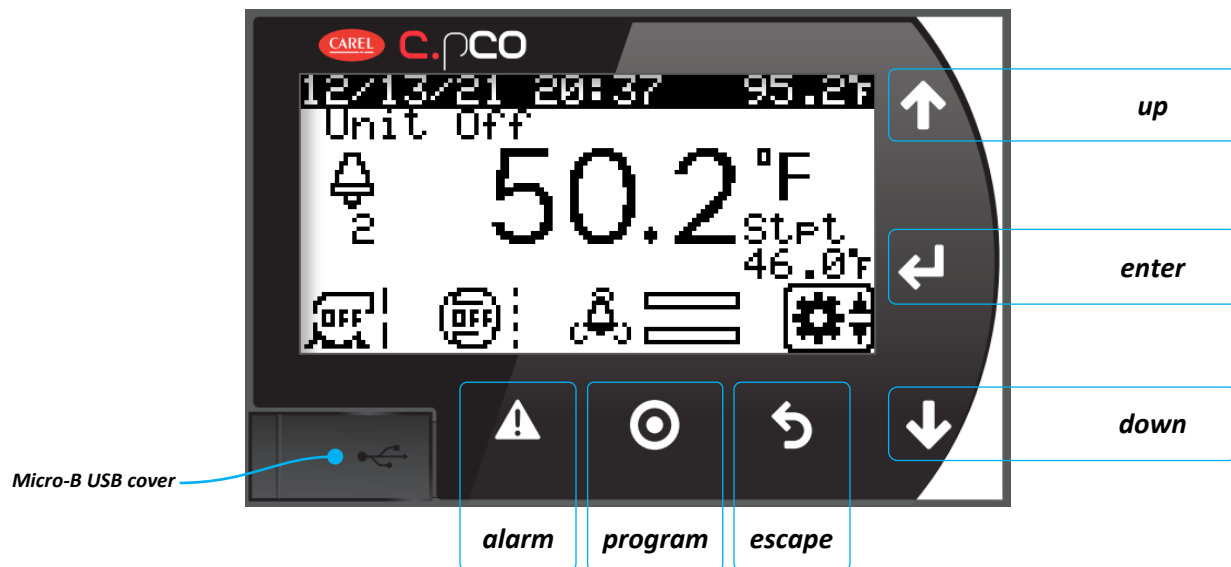 CAREL c.pCO
12/13/21 20:37 95.2°F
up
Unit Off
50.2°F
2
Stpt
46.0°F
enter
OFF OFF
down
Micro-B USB cover
alarm program escape